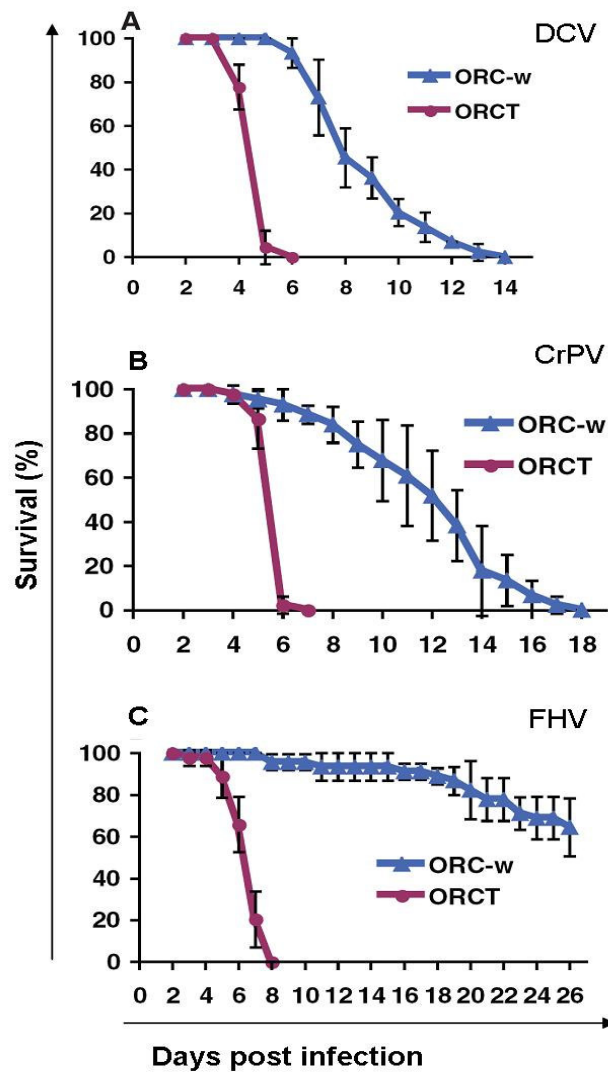 A
DCV
100
80
60
40
20
0
ORC-w
ORCT
0 2 4 6 8 10 12 14
B
CrPV
100
80
60
40
20
0
ORC-w
ORCT
0 2 4 6 8 10 12 14 16 18
C
FHV
100
80
60
40
20
0
ORC-w
ORCT
0 2 4 6 8 10 12 14 16 18 20 22 24 26
Survival (%)
Days post infection